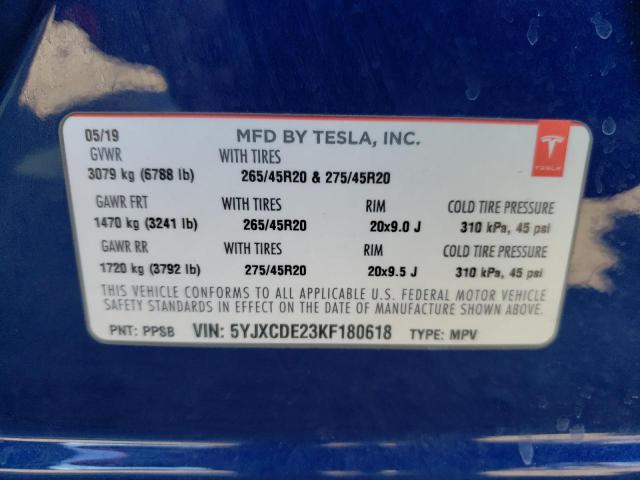 05/19 MFD BY TESLA, INC.
GVWR WITH TIRES
3079 kg (6788 lb) 265/45R20 & 275/45R20
TESLA
GAWR FRT WITH TIRES RIM COLD TIRE PRESSURE
1470 kg (3241 lb) 265/45R20 20x9.0 J 310 kPa, 45 psi
GAWR RR WITH TIRES RIM COLD TIRE PRESSURE
1720 kg (3792 lb) 275/45R20 20x9.5 J 310 kPa, 45 psi
THIS VEHICLE CONFORMS TO ALL APPLICABLE U.S. FEDERAL MOTOR VEHICLE
SAFETY STANDARDS IN EFFECT ON THE DATE OF MANUFACTURE SHOWN ABOVE.
PNT: PPSB VIN: 5YJXCDE23KF180618 TYPE: MPV